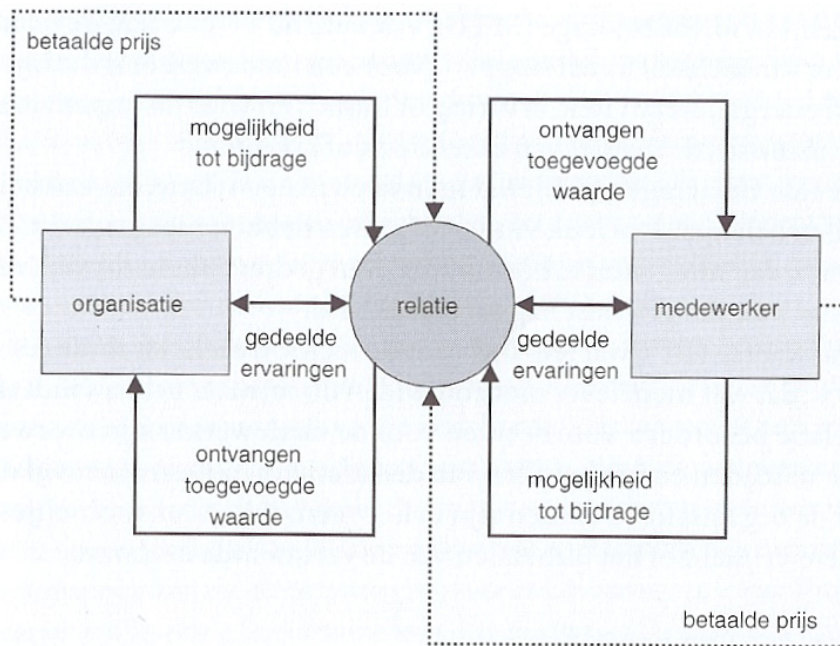 betaalde prijs
mogelijkheid
tot bijdrage
ontvangen
toegevoegde
waarde
organisatie
relatie
medewerker
gedeelde
ervaringen
gedeelde
ervaringen
ontvangen
toegevoegde
waarde
mogelijkheid
tot bijdrage
betaalde prijs